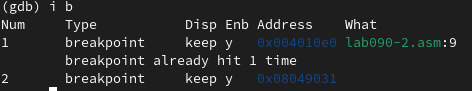 (gdb) i b
Num     Type           Disp Enb Address    What
1       breakpoint     keep y   0x004010e0 lab090-2.asm:9
        breakpoint already hit 1 time
2       breakpoint     keep y   0x08049031